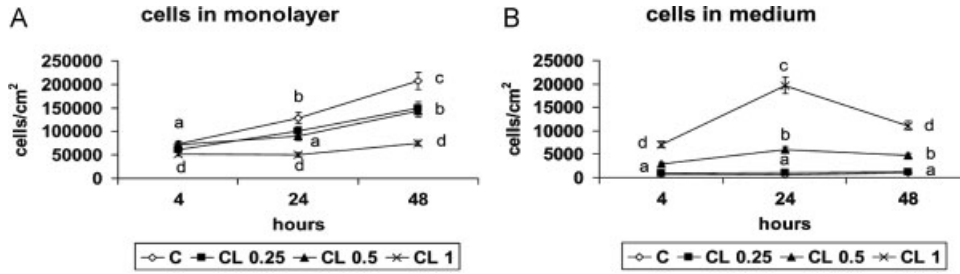 A cells in monolayer
cells/cm²
250000
200000
150000
100000
50000
0
a
b
c
b
a
d
d
d
4 24 48
hours
C CL 0.25 CL 0.5 CL 1
B cells in medium
cells/cm²
25000
20000
15000
10000
5000
0
c
d
d
b
b
a
a
a
4 24 48
hours
C CL 0.25 CL 0.5 CL 1